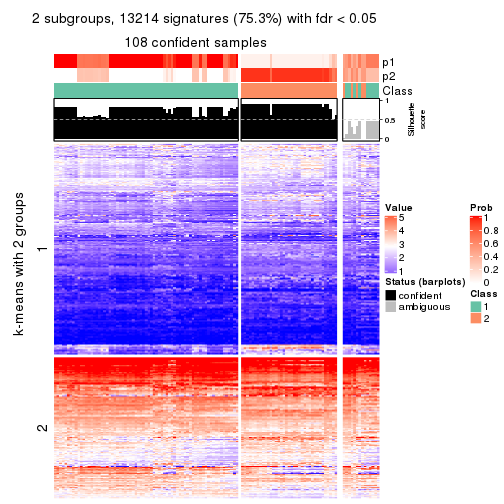 2 subgroups, 13214 signatures (75.3%) with fdr < 0.05
108 confident samples
p1
p2
Class
1
0.5
0
Silhouette
score
k-means with 2 groups
1
2
Value
5
4
3
2
1
Status (barplots)
confident
ambiguous
Prob
1
0.8
0.6
0.4
0.2
0
Class
1
2